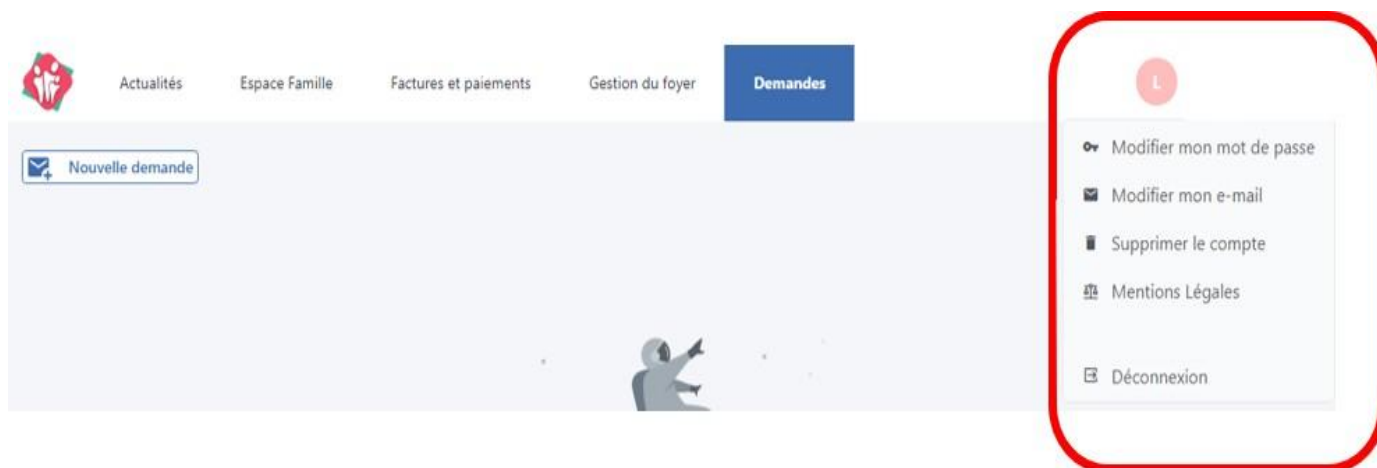 Actualités
Espace Famille
Factures et paiements
Gestion du foyer
Demandes
L
Nouvelle demande
Modifier mon mot de passe
Modifier mon e-mail
Supprimer le compte
Mentions Légales
Déconnexion